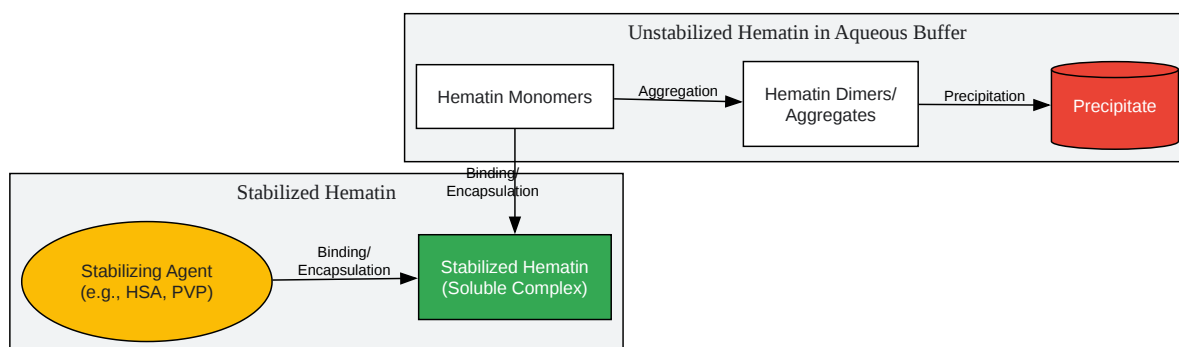 Unstabilized Hematin in Aqueous Buffer
Hematin Monomers
Aggregation
Hematin Dimers/
Aggregates
Precipitation
Precipitate
Binding/
Encapsulation
Stabilized Hematin
Stabilizing Agent
(e.g., HSA, PVP)
Binding/
Encapsulation
Stabilized Hematin
(Soluble Complex)